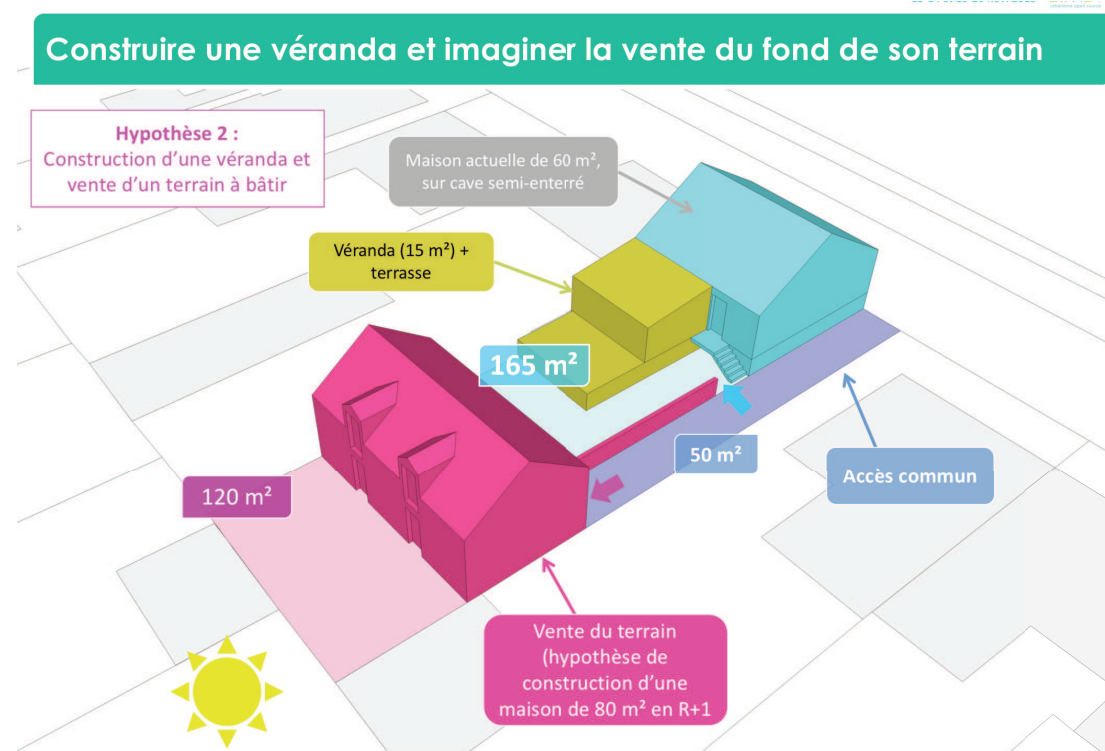 Construire une véranda et imaginer la vente du fond de son terrain
Hypothèse 2 :
Construction d'une véranda et
vente d'un terrain à bâtir
Maison actuelle de 60 m²,
sur cave semi-enterré
Véranda (15 m²) +
terrasse
165 m²
50 m²
Accès commun
120 m²
Vente du terrain
(hypothèse de
construction d'une
maison de 80 m² en R+1